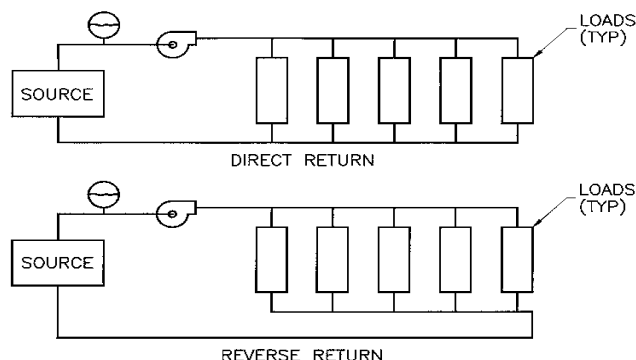 LOADS
(TYP)
SOURCE
DIRECT RETURN
LOADS
(TYP)
SOURCE
REVERSE RETURN